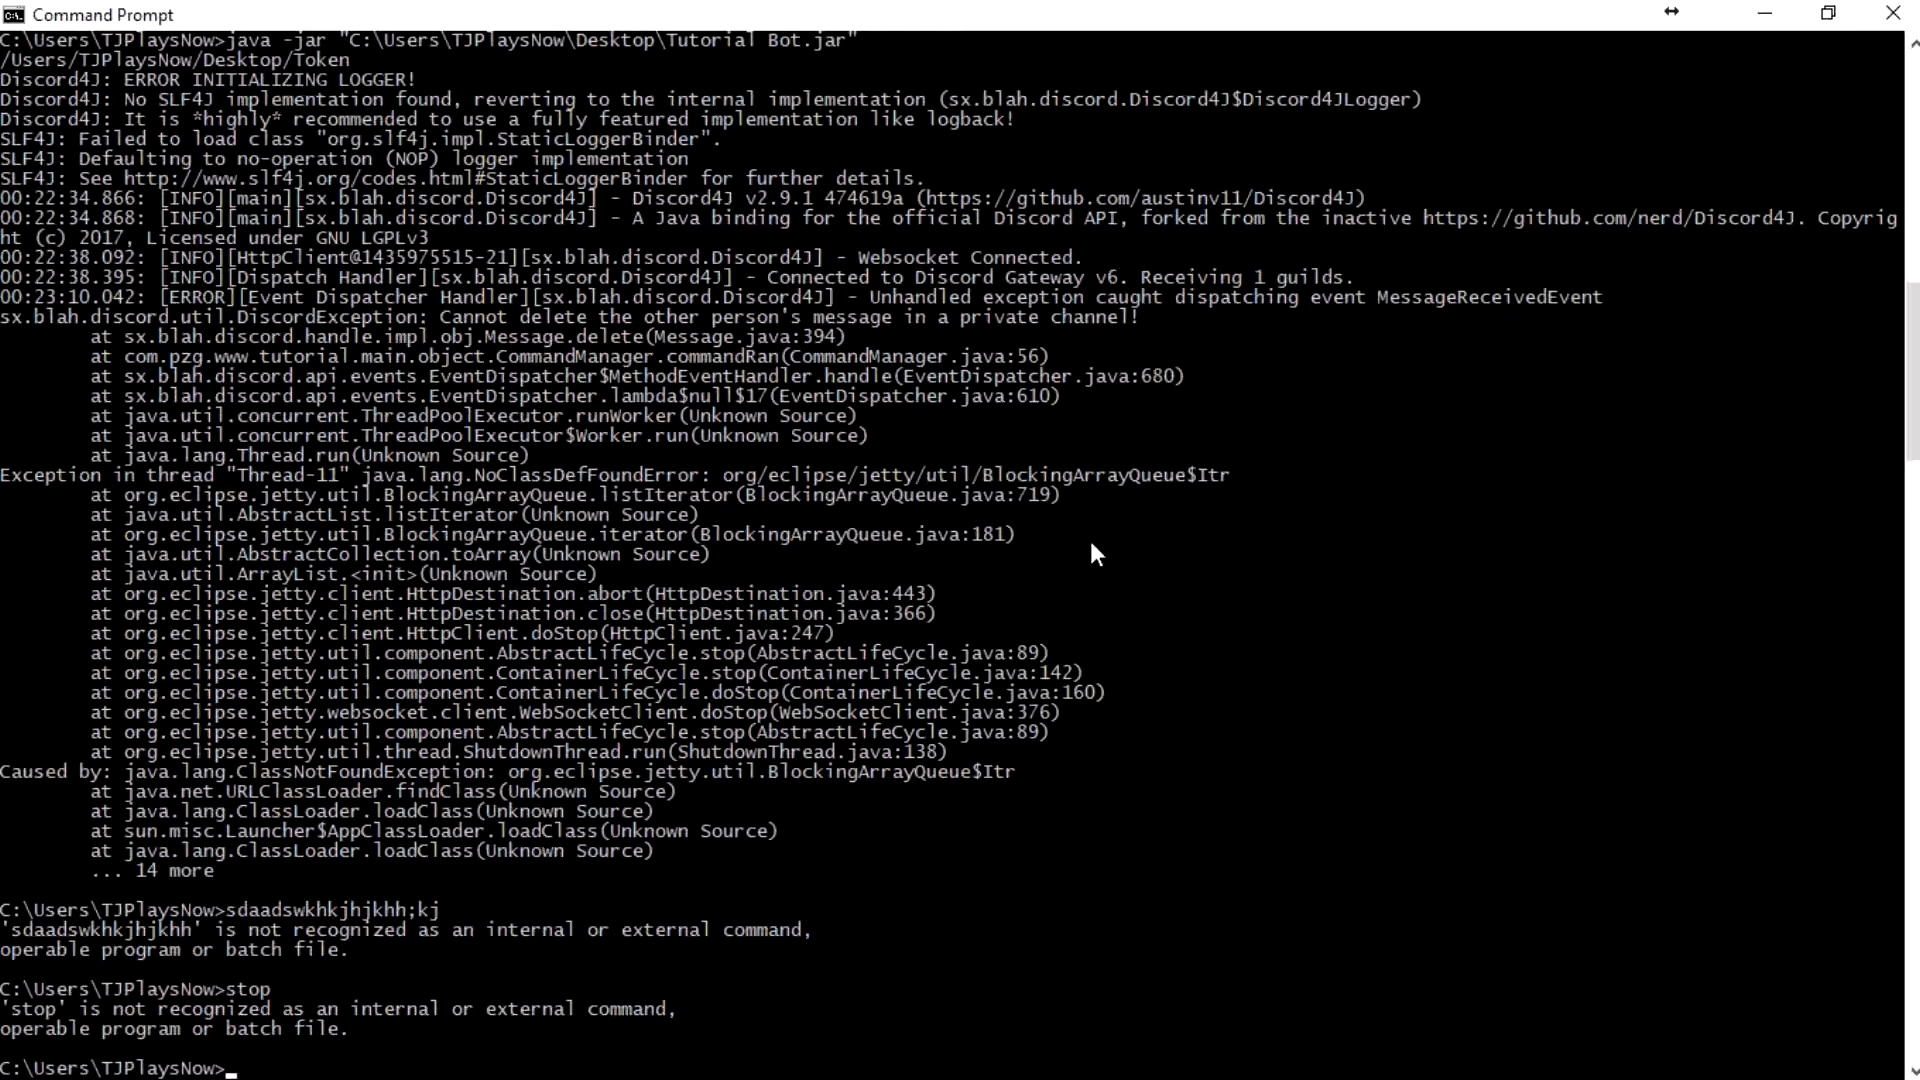 Command Prompt
C:\Users\TJPlaysNow>java -jar "C:\Users\TJPlaysNow\Desktop\Tutorial Bot.jar"
/Users/TJPlaysNow/Desktop/Token
Discord4J: ERROR INITIALIZING LOGGER!
Discord4J: No SLF4J implementation found, reverting to the internal implementation (sx.blah.discord.Discord4J$Discord4JLogger)
Discord4J: It is *highly* recommended to use a fully featured implementation like logback!
SLF4J: Failed to load class "org.slf4j.impl.StaticLoggerBinder".
SLF4J: Defaulting to no-operation (NOP) logger implementation
SLF4J: See http://www.slf4j.org/codes.html#StaticLoggerBinder for further details.
00:22:34.866: [INFO][main][sx.blah.discord.Discord4J] - Discord4J v2.9.1 474619a (https://github.com/austinv11/Discord4J)
00:22:34.868: [INFO][main][sx.blah.discord.Discord4J] - A Java binding for the official Discord API, forked from the inactive https://github.com/nerd/Discord4J. Copyrig
ht (c) 2017, Licensed under GNU LGPLv3
00:22:38.092: [INFO][HttpClient@1435975515-21][sx.blah.discord.Discord4J] - Websocket Connected.
00:22:38.395: [INFO][Dispatch Handler][sx.blah.discord.Discord4J] - Connected to Discord Gateway v6. Receiving 1 guilds.
00:23:10.042: [ERROR][Event Dispatcher Handler][sx.blah.discord.Discord4J] - Unhandled exception caught dispatching event MessageReceivedEvent
sx.blah.discord.util.DiscordException: Cannot delete the other person's message in a private channel!
at sx.blah.discord.handle.impl.obj.Message.delete(Message.java:394)
at com.pzg.www.tutorial.main.object.CommandManager.commandRan(CommandManager.java:56)
at sx.blah.discord.api.events.EventDispatcher$MethodEventHandler.handle(EventDispatcher.java:680)
at sx.blah.discord.api.events.EventDispatcher.lambda$null$17(EventDispatcher.java:610)
at java.util.concurrent.ThreadPoolExecutor.runWorker(Unknown Source)
at java.util.concurrent.ThreadPoolExecutor$Worker.run(Unknown Source)
at java.lang.Thread.run(Unknown Source)
Exception in thread "Thread-11" java.lang.NoClassDefFoundError: org/eclipse/jetty/util/BlockingArrayQueue$Itr
at org.eclipse.jetty.util.BlockingArrayQueue.listIterator(BlockingArrayQueue.java:719)
at java.util.AbstractList.listIterator(Unknown Source)
at org.eclipse.jetty.util.BlockingArrayQueue.iterator(BlockingArrayQueue.java:181)
at java.util.AbstractCollection.toArray(Unknown Source)
at java.util.ArrayList.<init>(Unknown Source)
at org.eclipse.jetty.client.HttpDestination.abort(HttpDestination.java:443)
at org.eclipse.jetty.client.HttpDestination.close(HttpDestination.java:366)
at org.eclipse.jetty.client.HttpClient.doStop(HttpClient.java:247)
at org.eclipse.jetty.util.component.AbstractLifeCycle.stop(AbstractLifeCycle.java:89)
at org.eclipse.jetty.util.component.ContainerLifeCycle.stop(ContainerLifeCycle.java:142)
at org.eclipse.jetty.util.component.ContainerLifeCycle.doStop(ContainerLifeCycle.java:160)
at org.eclipse.jetty.websocket.client.WebSocketClient.doStop(WebSocketClient.java:376)
at org.eclipse.jetty.util.component.AbstractLifeCycle.stop(AbstractLifeCycle.java:89)
at org.eclipse.jetty.util.thread.ShutdownThread.run(ShutdownThread.java:138)
Caused by: java.lang.ClassNotFoundException: org.eclipse.jetty.util.BlockingArrayQueue$Itr
at java.net.URLClassLoader.findClass(Unknown Source)
at java.lang.ClassLoader.loadClass(Unknown Source)
at sun.misc.Launcher$AppClassLoader.loadClass(Unknown Source)
at java.lang.ClassLoader.loadClass(Unknown Source)
... 14 more
C:\Users\TJPlaysNow>sdaadswkhkjhjkhh;kj
'sdaadswkhkjhjkhh' is not recognized as an internal or external command,
operable program or batch file.
C:\Users\TJPlaysNow>stop
'stop' is not recognized as an internal or external command,
operable program or batch file.
C:\Users\TJPlaysNow>